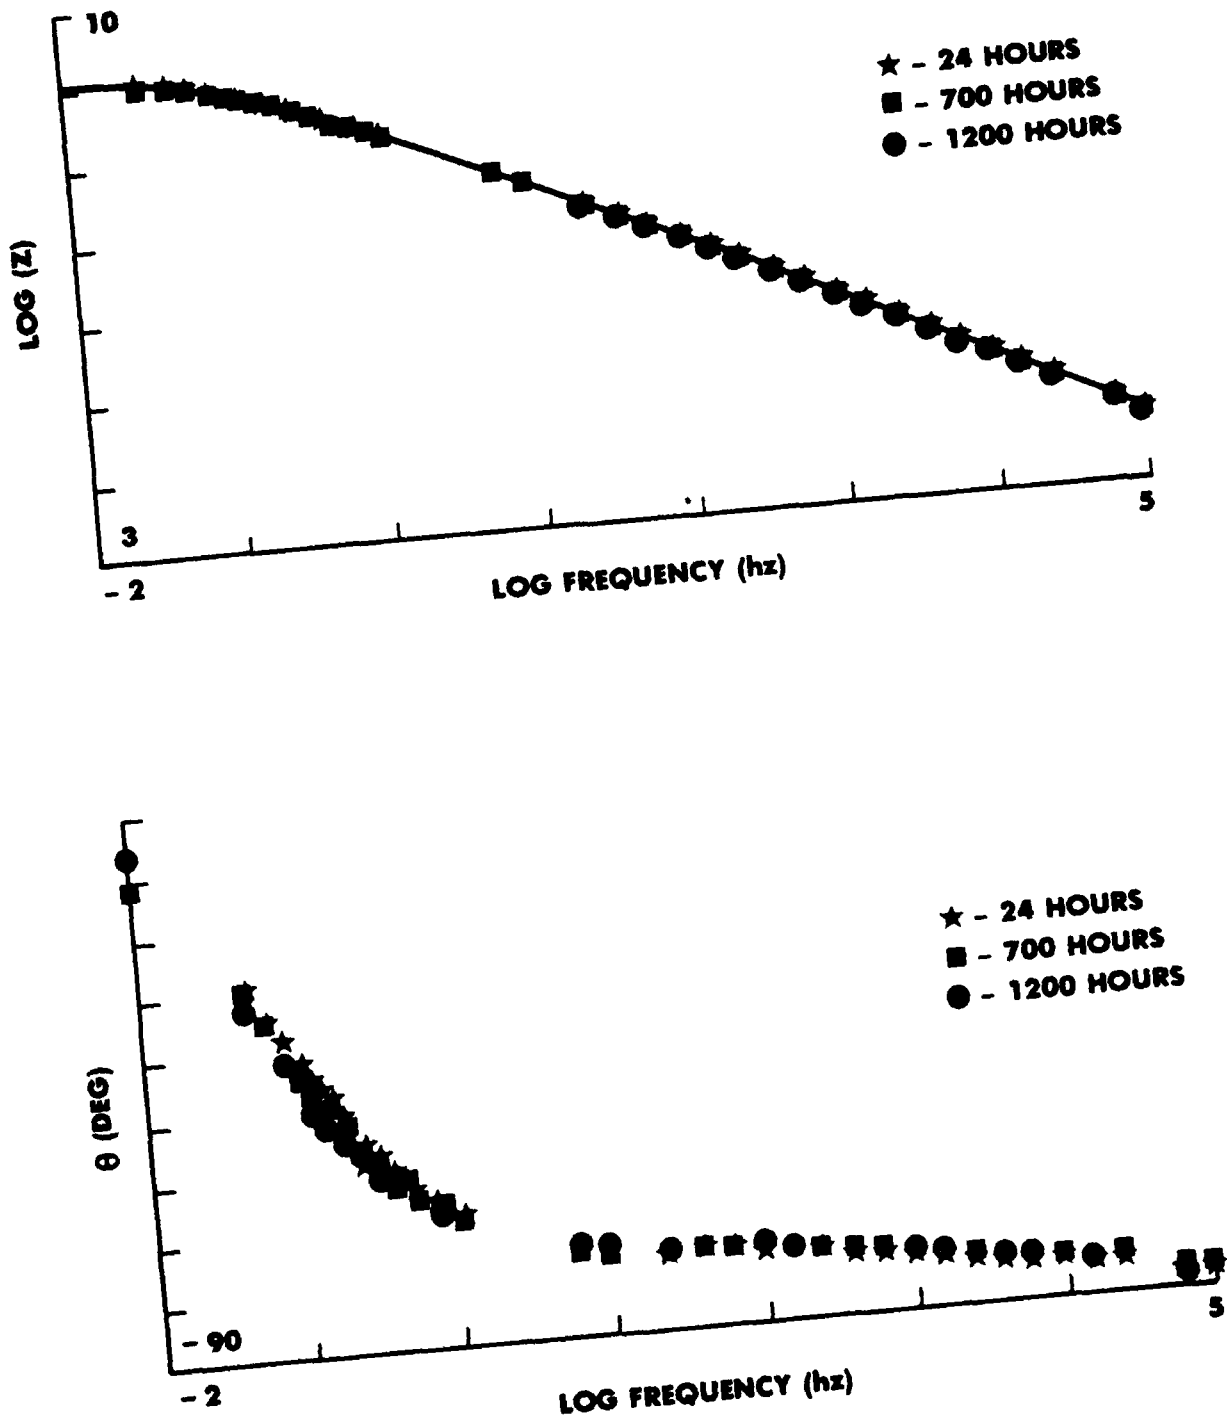 10
★ – 24 HOURS
■ – 700 HOURS
● – 1200 HOURS
LOG (Z)
3
– 2
5
LOG FREQUENCY (hz)
★ – 24 HOURS
■ – 700 HOURS
● – 1200 HOURS
θ (DEG)
– 90
– 2
5
LOG FREQUENCY (hz)